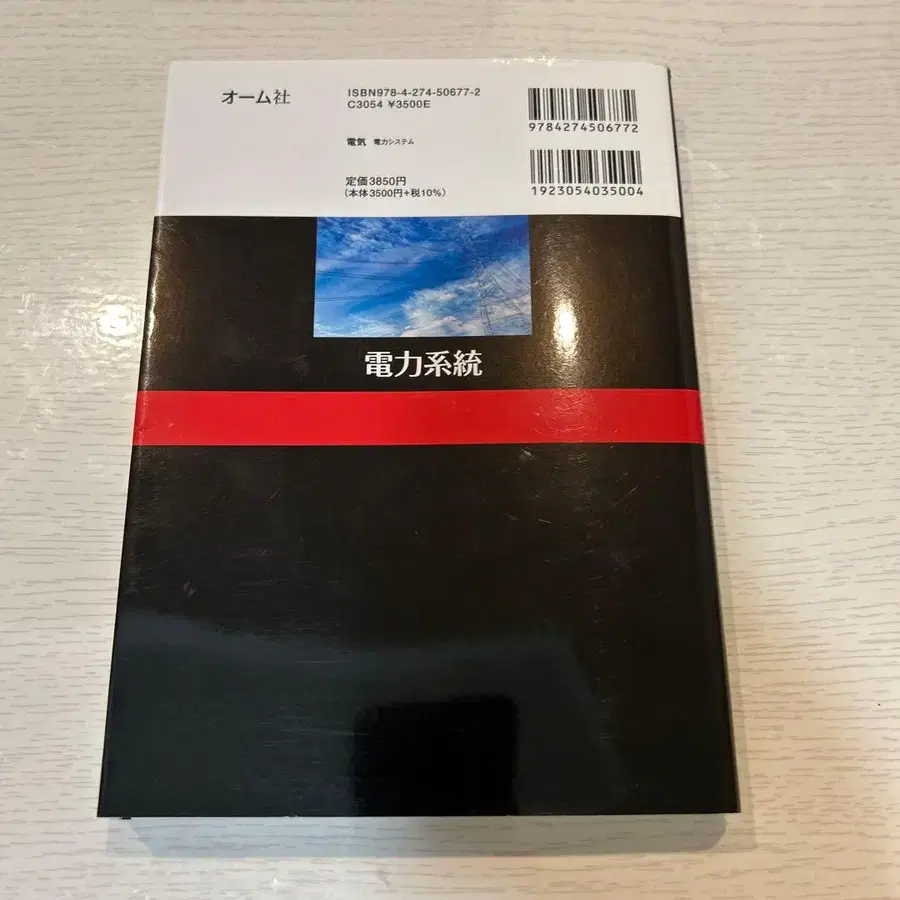 オーム社
ISBN978-4-274-50677-2
C3054 ¥3500E
電気 電力システム
定価3850円
(本体3500円+税10%)
9784274506772
1923054035004
電力系統